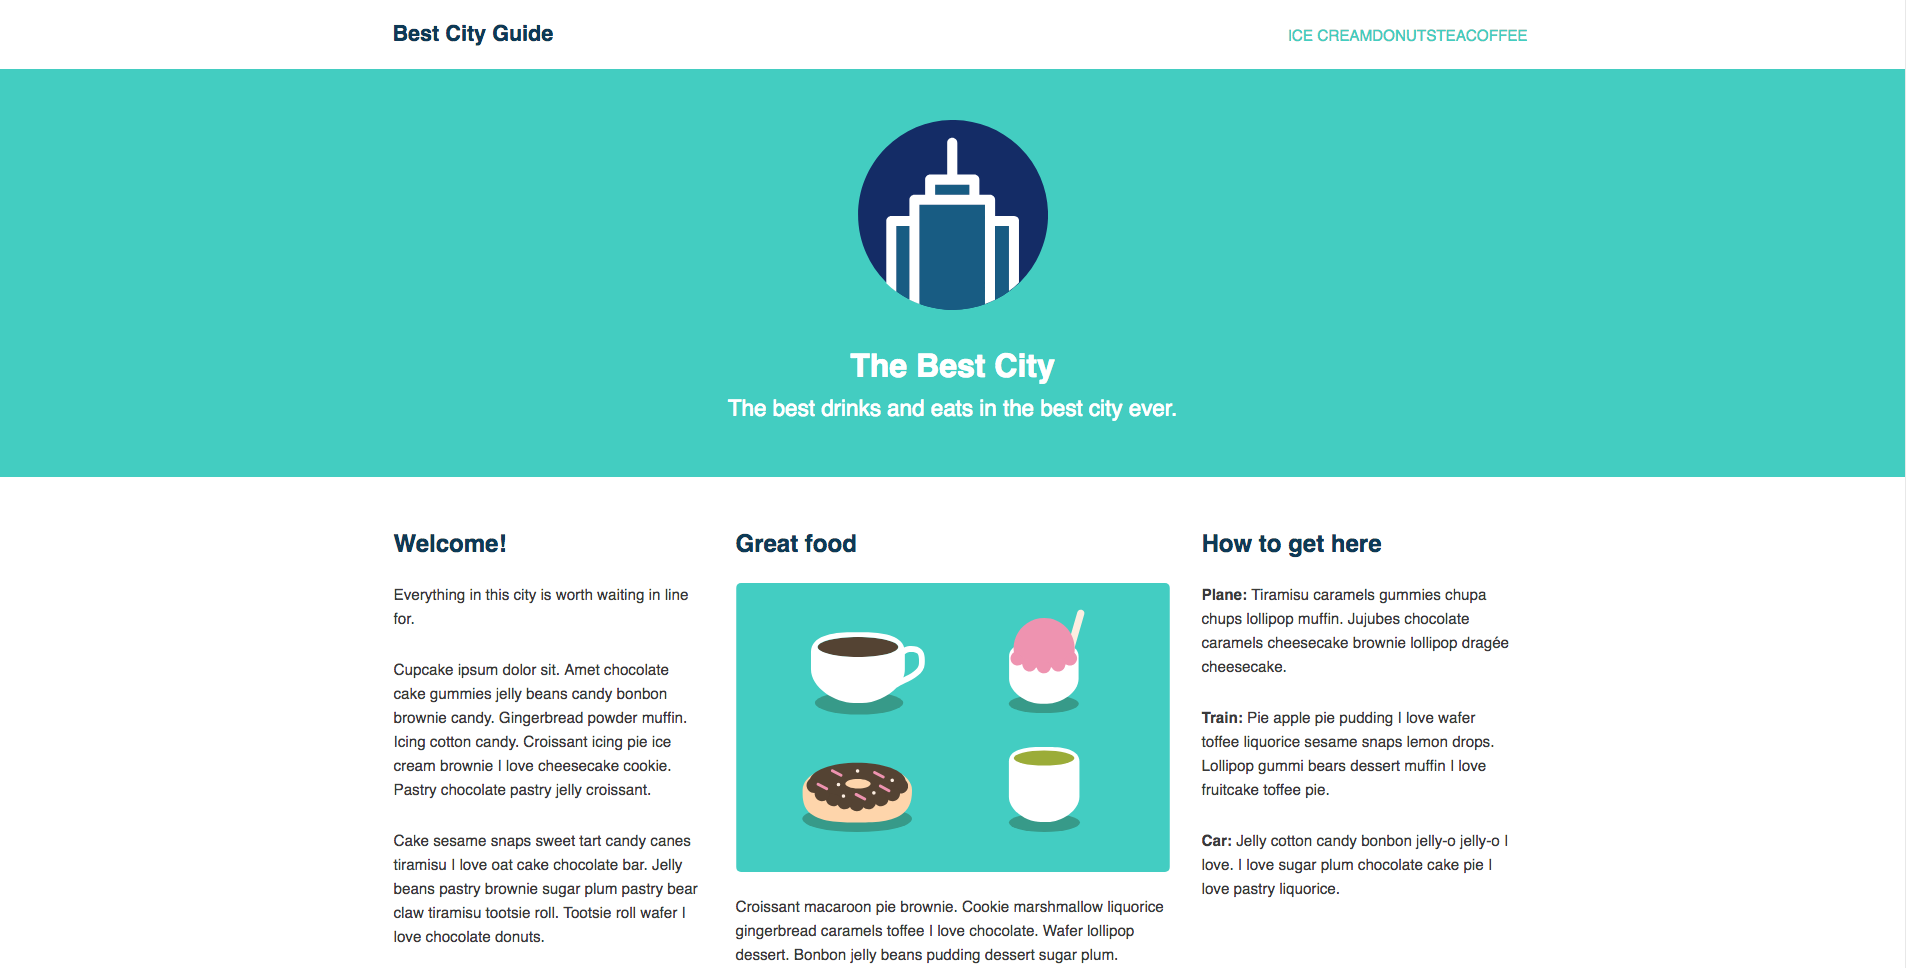 Best City Guide
ICE CREAMDONUTSTEACOFFEE
The Best City
The best drinks and eats in the best city ever.
Welcome!
Everything in this city is worth waiting in line
for.
Cupcake ipsum dolor sit. Amet chocolate
cake gummies jelly beans candy bonbon
brownie candy. Gingerbread powder muffin.
Icing cotton candy. Croissant icing pie ice
cream brownie I love cheesecake cookie.
Pastry chocolate pastry jelly croissant.
Cake sesame snaps sweet tart candy canes
tiramisu I love oat cake chocolate bar. Jelly
beans pastry brownie sugar plum pastry bear
claw tiramisu tootsie roll. Tootsie roll wafer I
love chocolate donuts.
Great food
Croissant macaroon pie brownie. Cookie marshmallow liquorice
gingerbread caramels toffee I love chocolate. Wafer lollipop
dessert. Bonbon jelly beans pudding dessert sugar plum.
How to get here
Plane: Tiramisu caramels gummies chupa
chups lollipop muffin. Jujubes chocolate
caramels cheesecake brownie lollipop dragée
cheesecake.
Train: Pie apple pie pudding I love wafer
toffee liquorice sesame snaps lemon drops.
Lollipop gummi bears dessert muffin I love
fruitcake toffee pie.
Car: Jelly cotton candy bonbon jelly-o jelly-o I
love. I love sugar plum chocolate cake pie I
love pastry liquorice.